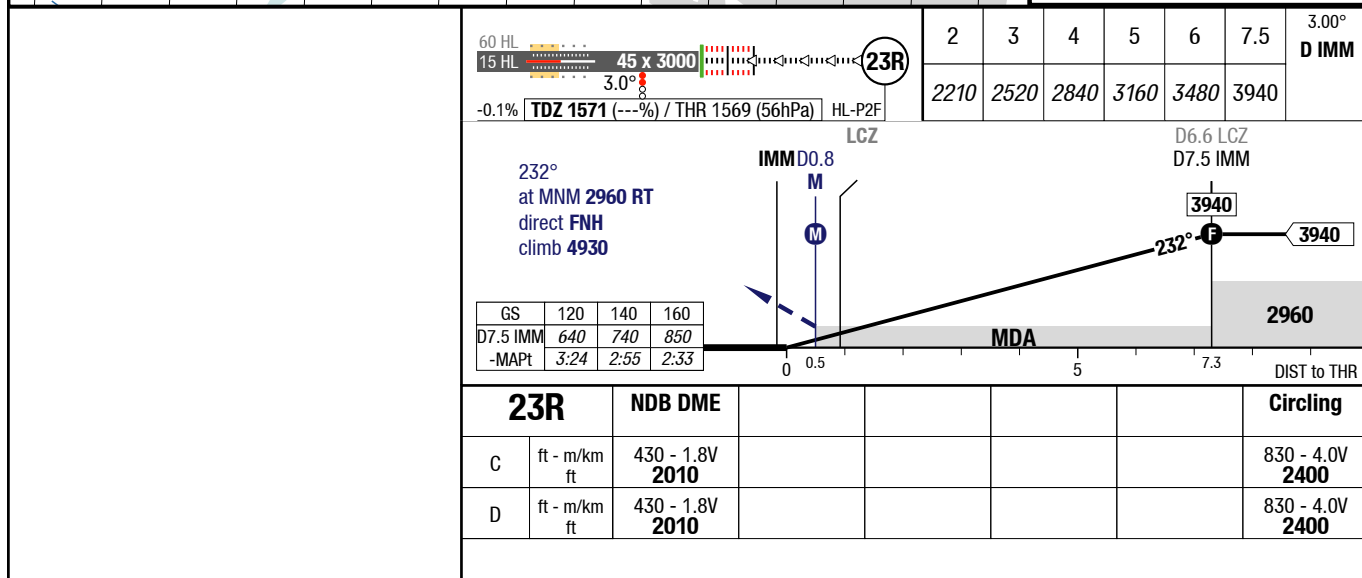 60 HL
15 HL
45 x 3000
23R
3.0°
-0.1% TDZ 1571 (---%) / THR 1569 (56hPa) HL-P2F
2 3 4 5 6 7.5 3.00°
D IMM
2210 2520 2840 3160 3480 3940
LCZ D6.6 LCZ
IMM D0.8 D7.5 IMM
M
232°
at MNM 2960 RT
direct FNH
climb 4930
M
3940
232° F 3940
2960
MDA
GS 120 140 160
D7.5 IMM 640 740 850
-MAPt 3:24 2:55 2:33
0 0.5 5 7.3 DIST to THR
23R NDB DME Circling
C ft - m/km 430 - 1.8V 830 - 4.0V
ft 2010 2400
D ft - m/km 430 - 1.8V 830 - 4.0V
ft 2010 2400